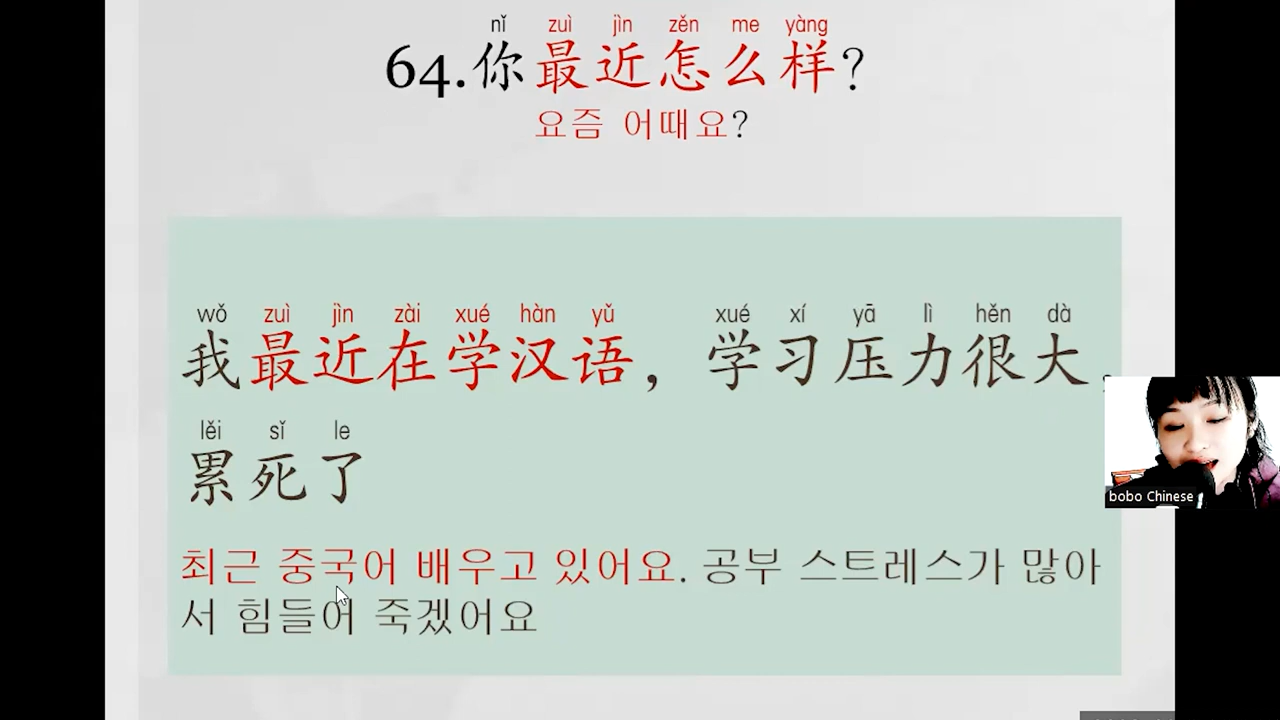 nǐ zuì jìn zěn me yàng
64.你最近怎么样?
요즘 어때요?
wǒ zuì jìn zài xué hàn yǔ xué xí yā lì hěn dà
我最近在学汉语，学习压力很大，
lěi sǐ le
累死了
최근 중국어 배우고 있어요. 공부 스트레스가 많아
서 힘들어 죽겠어요
bobo Chinese